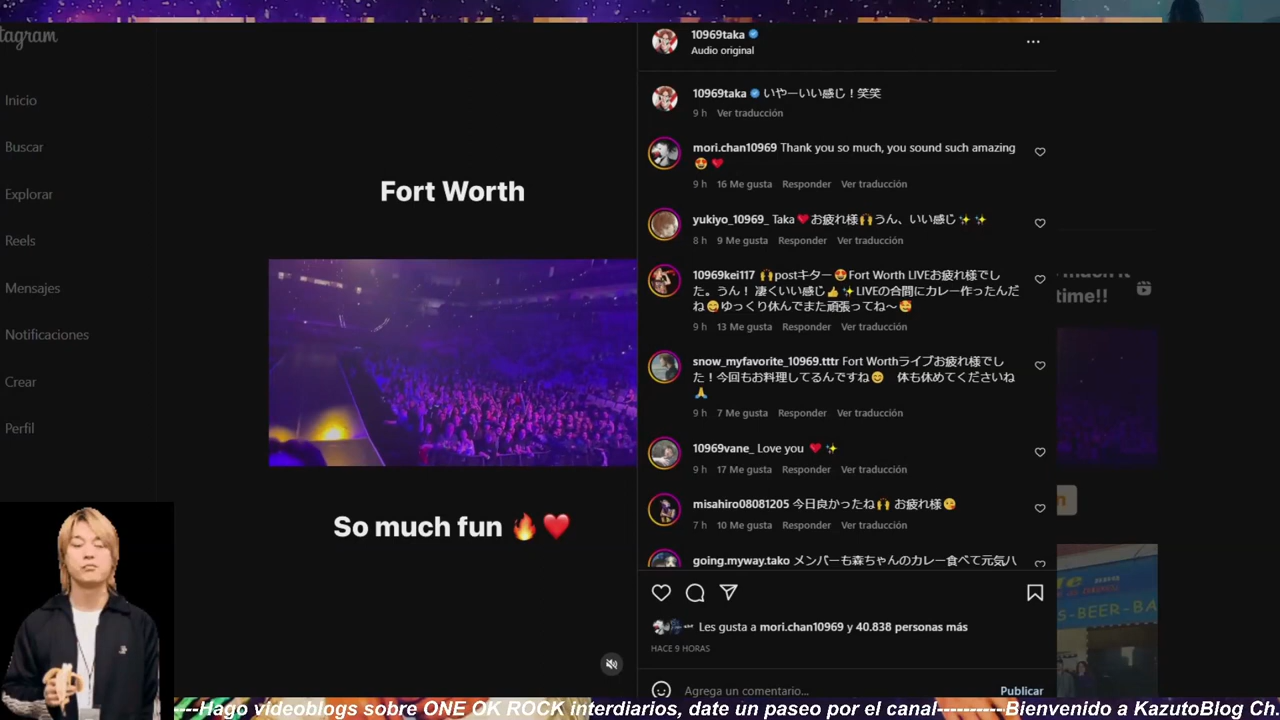 tagram
Inicio
Buscar
Explorar
Reels
Mensajes
Notificaciones
Crear
Perfil
Fort Worth
So much fun 🔥❤️
10969taka
Audio original
10969taka いやーいい感じ！笑笑
9 h Ver traducción
mori.chan10969 Thank you so much, you sound such amazing
😍❤️
9 h 16 Me gusta Responder Ver traducción
yukiyo_10969_ Taka❤️お疲れ様🙌うん、いい感じ✨✨
8 h 9 Me gusta Responder Ver traducción
10969kei117 🙌postキター😍Fort Worth LIVEお疲れ様でし
た。うん！ 凄くいい感じ👍✨LIVEの合間にカレー作ったんだ
ね😋ゆっくり休んでまた頑張ってね〜🥰
9 h 13 Me gusta Responder Ver traducción
snow_myfavorite_10969.tttr Fort Worthライブお疲れ様でし
た！今回もお料理してるんですね😊　体も休めてくださいね
🙏
9 h 7 Me gusta Responder Ver traducción
10969vane_ Love you ❤️✨
9 h 17 Me gusta Responder Ver traducción
misahiro08081205 今日良かったね🙌 お疲れ様😘
7 h 10 Me gusta Responder Ver traducción
going.myway.tako メンバーも森ちゃんのカレー食べて元気ハ
Les gusta a mori.chan10969 y 40.838 personas más
HACE 9 HORAS
Agrega un comentario...
Publicar
time!!
S-BEER-BA
----Hago videoblogs sobre ONE OK ROCK interdiarios, date un paseo por el canal----------Bienvenido a KazutoBlog Ch.